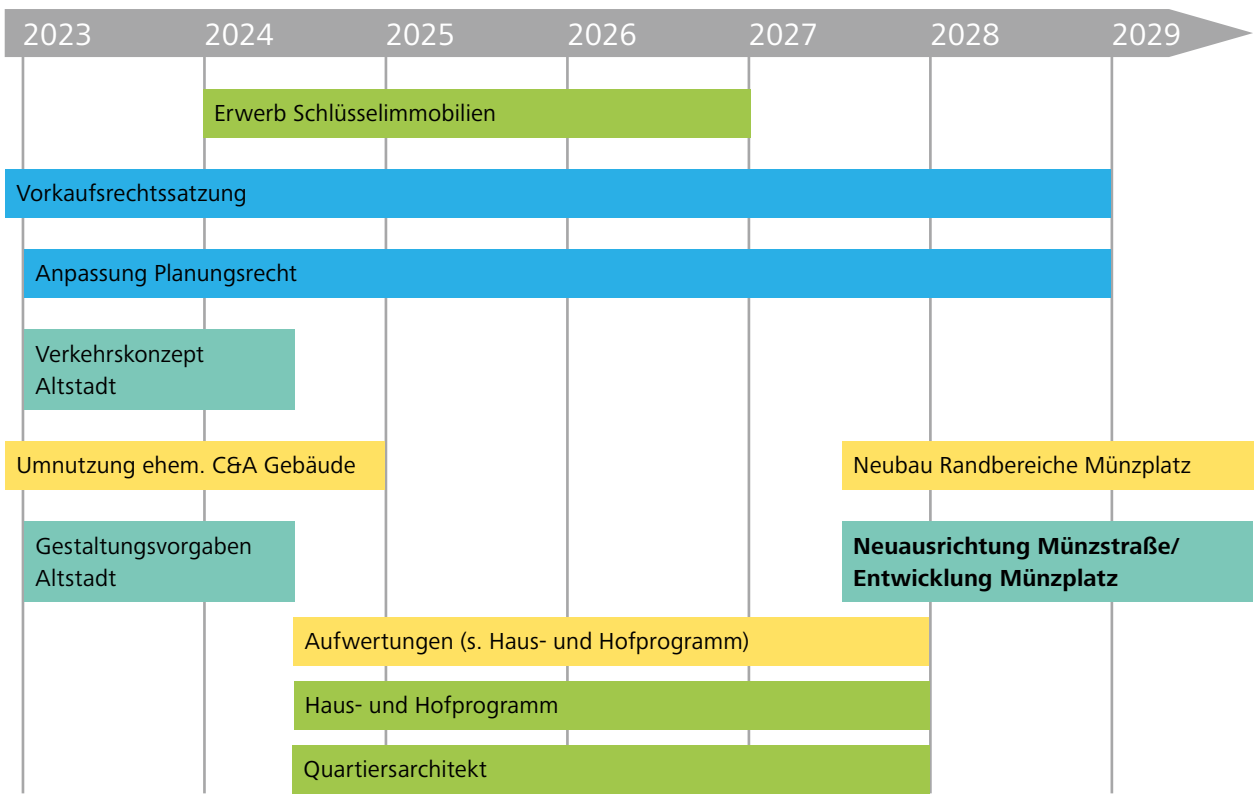 2023 2024 2025 2026 2027 2028 2029
Erwerb Schlüsselimmobilien
Vorkaufsrechtssatzung
Anpassung Planungsrecht
Verkehrskonzept
Altstadt
Umnutzung ehem. C&A Gebäude
Neubau Randbereiche Münzplatz
Gestaltungsvorgaben
Altstadt
Neuausrichtung Münzstraße/
Entwicklung Münzplatz
Aufwertungen (s. Haus- und Hofprogramm)
Haus- und Hofprogramm
Quartiersarchitekt